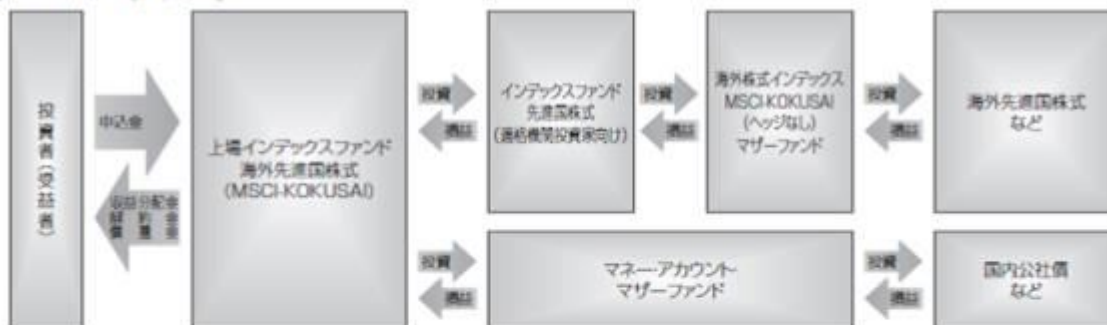 投資者(受益者)
申込金
収益分配金
解約金
償還金
上場インデックスファンド
海外先進国株式
(MSCI-KOKUSAI)
投資
損益
インデックスファンド
先進国株式
(適格機関投資家向け)
投資
損益
海外株式インデックス
MSCI-KOKUSAI
(ヘッジなし)
マザーファンド
投資
損益
海外先進国株式
など
投資
損益
マネー・アカウント・
マザーファンド
投資
損益
国内公社債
など